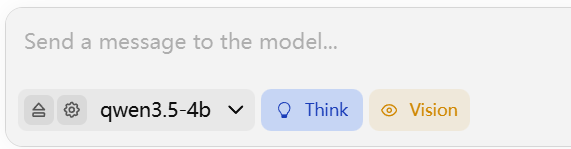 Send a message to the model...
qwen3.5-4b Think Vision